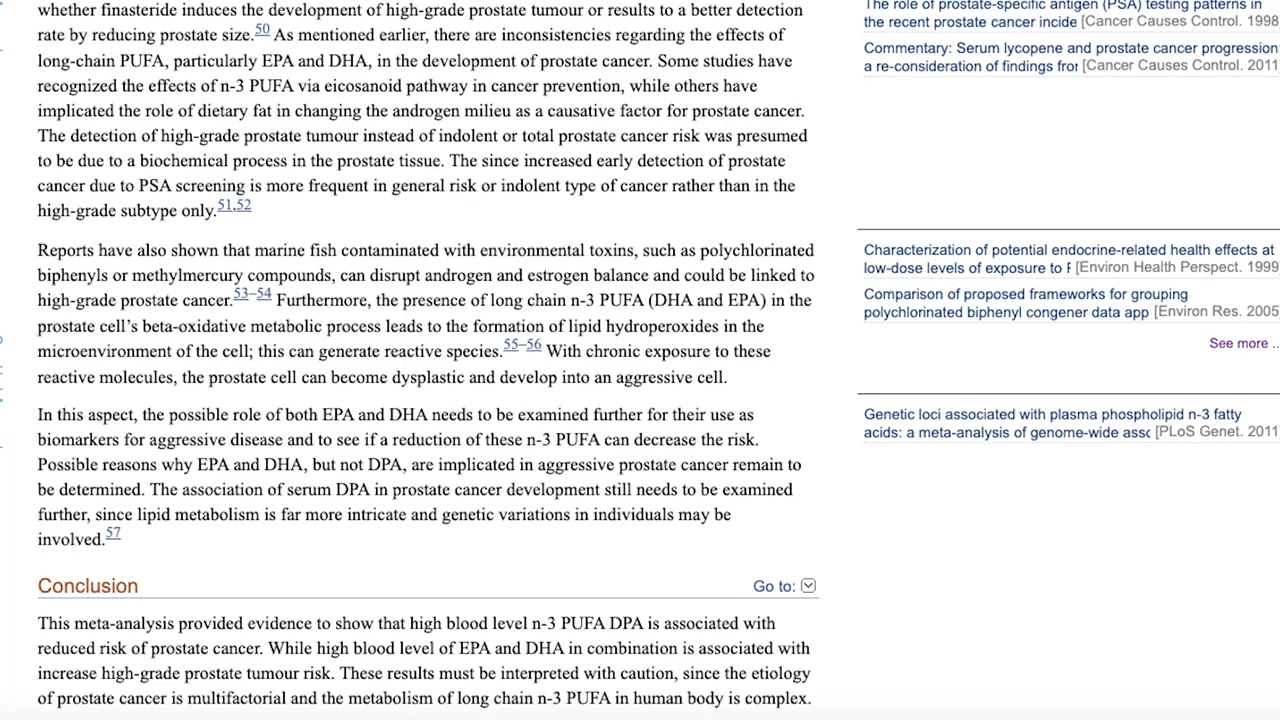 whether finasteride induces the development of high-grade prostate tumour or results to a better detection
rate by reducing prostate size.50 As mentioned earlier, there are inconsistencies regarding the effects of
long-chain PUFA, particularly EPA and DHA, in the development of prostate cancer. Some studies have
recognized the effects of n-3 PUFA via eicosanoid pathway in cancer prevention, while others have
implicated the role of dietary fat in changing the androgen milieu as a causative factor for prostate cancer.
The detection of high-grade prostate tumour instead of indolent or total prostate cancer risk was presumed
to be due to a biochemical process in the prostate tissue. The since increased early detection of prostate
cancer due to PSA screening is more frequent in general risk or indolent type of cancer rather than in the
high-grade subtype only.51,52
Reports have also shown that marine fish contaminated with environmental toxins, such as polychlorinated
biphenyls or methylmercury compounds, can disrupt androgen and estrogen balance and could be linked to
high-grade prostate cancer.53–54 Furthermore, the presence of long chain n-3 PUFA (DHA and EPA) in the
prostate cell's beta-oxidative metabolic process leads to the formation of lipid hydroperoxides in the
microenvironment of the cell; this can generate reactive species.55–56 With chronic exposure to these
reactive molecules, the prostate cell can become dysplastic and develop into an aggressive cell.
In this aspect, the possible role of both EPA and DHA needs to be examined further for their use as
biomarkers for aggressive disease and to see if a reduction of these n-3 PUFA can decrease the risk.
Possible reasons why EPA and DHA, but not DPA, are implicated in aggressive prostate cancer remain to
be determined. The association of serum DPA in prostate cancer development still needs to be examined
further, since lipid metabolism is far more intricate and genetic variations in individuals may be
involved.57
Conclusion
Go to:
This meta-analysis provided evidence to show that high blood level n-3 PUFA DPA is associated with
reduced risk of prostate cancer. While high blood level of EPA and DHA in combination is associated with
increase high-grade prostate tumour risk. These results must be interpreted with caution, since the etiology
of prostate cancer is multifactorial and the metabolism of long chain n-3 PUFA in human body is complex.
The role of prostate-specific antigen (PSA) testing patterns in
the recent prostate cancer incide [Cancer Causes Control. 1998
Commentary: Serum lycopene and prostate cancer progression:
a re-consideration of findings fror [Cancer Causes Control. 2011
Characterization of potential endocrine-related health effects at
low-dose levels of exposure to F [Environ Health Perspect. 1999
Comparison of proposed frameworks for grouping
polychlorinated biphenyl congener data app [Environ Res. 2005
See more ..
Genetic loci associated with plasma phospholipid n-3 fatty
acids: a meta-analysis of genome-wide assc [PLoS Genet. 2011